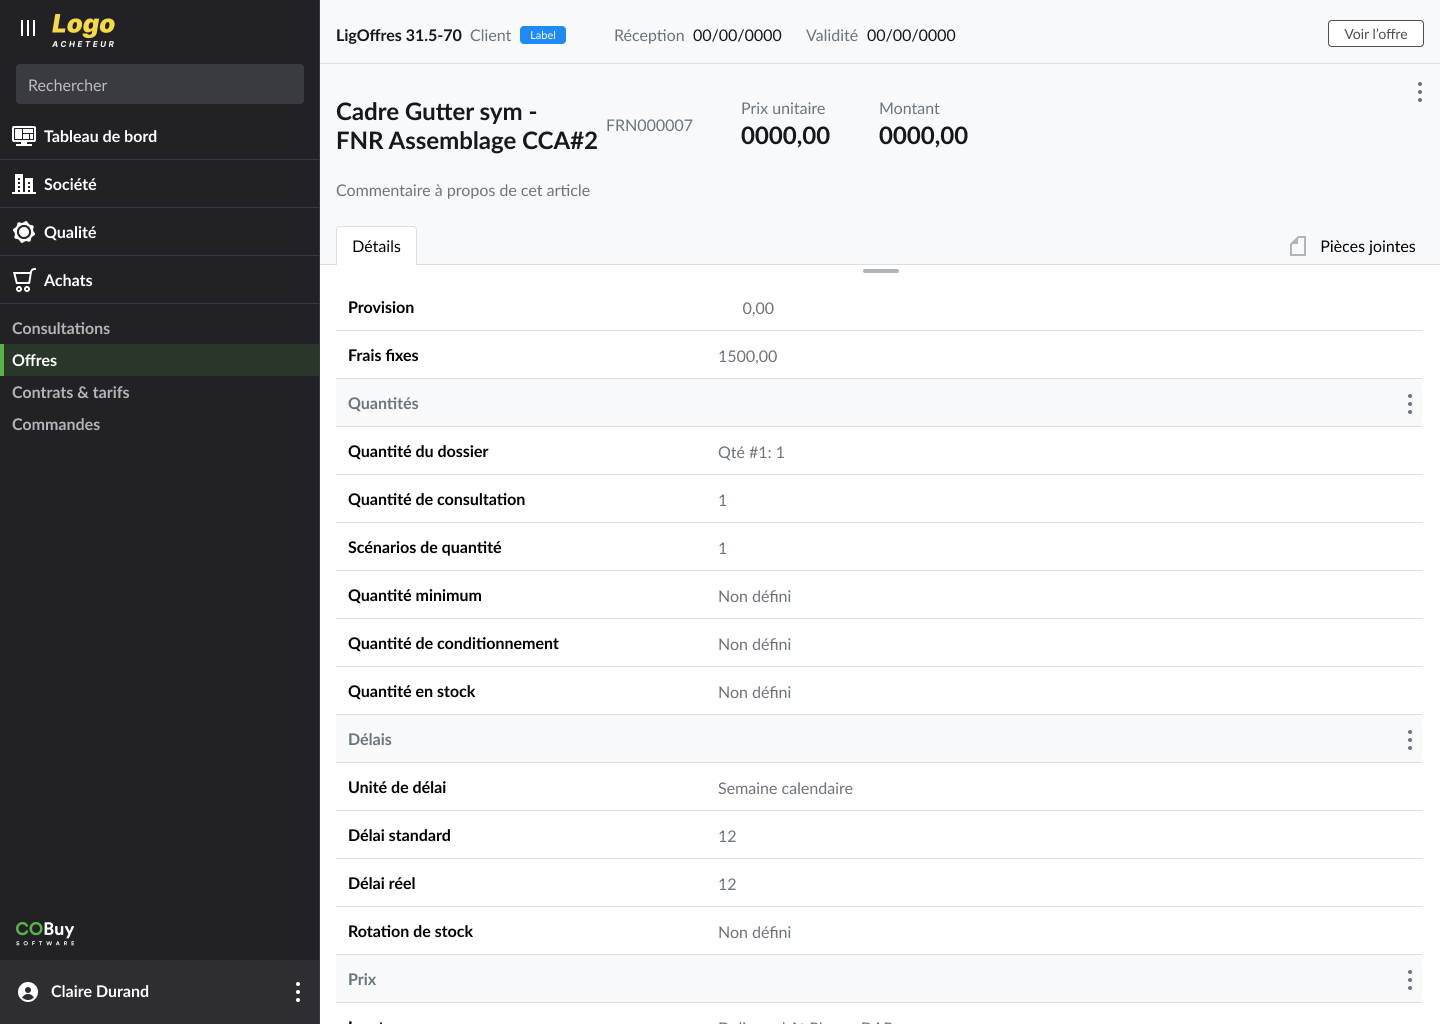 Logo
ACHETEUR
Rechercher
Tableau de bord
Société
Qualité
Achats
Consultations
Offres
Contrats & tarifs
Commandes
COBuy
SOFTWARE
Claire Durand
LigOffres 31.5-70 Client Label Réception 00/00/0000 Validité 00/00/0000 Voir l’offre
Cadre Gutter sym -
FNR Assemblage CCA#2
FRN000007
Prix unitaire
0000,00
Montant
0000,00
Commentaire à propos de cet article
Détails
Pièces jointes
Provision 0,00
Frais fixes 1500,00
Quantités
Quantité du dossier Qté #1: 1
Quantité de consultation 1
Scénarios de quantité 1
Quantité minimum Non défini
Quantité de conditionnement Non défini
Quantité en stock Non défini
Délais
Unité de délai Semaine calendaire
Délai standard 12
Délai réel 12
Rotation de stock Non défini
Prix